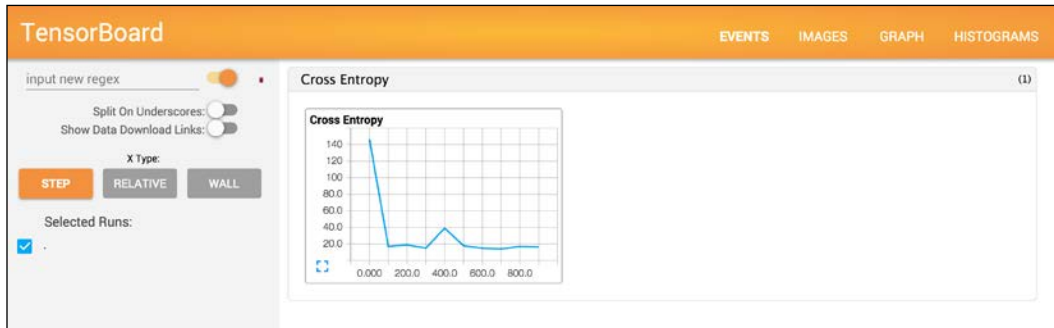 TensorBoard
EVENTS IMAGES GRAPH HISTOGRAMS
input new regex
Split On Underscores:
Show Data Download Links:
X Type:
STEP RELATIVE WALL
Selected Runs:
.
Cross Entropy (1)
Cross Entropy
140
120
100
80.0
60.0
40.0
20.0
0.000 200.0 400.0 600.0 800.0